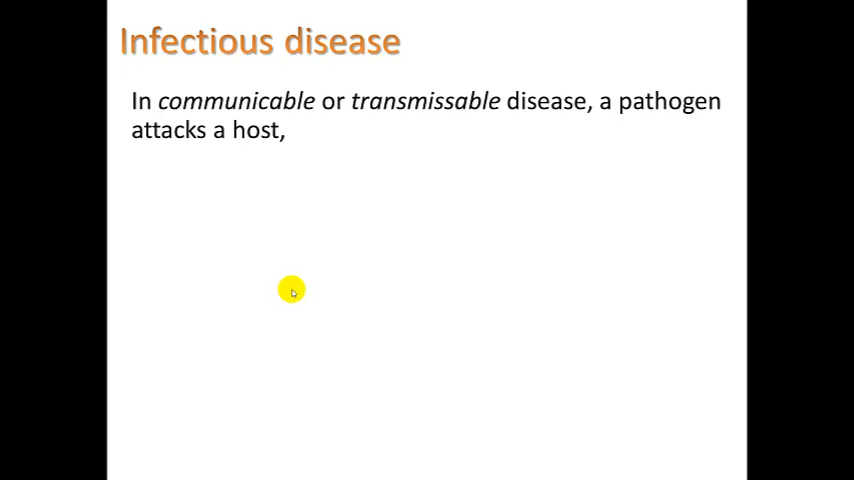 Infectious disease
In communicable or transmissable disease, a pathogen
attacks a host,